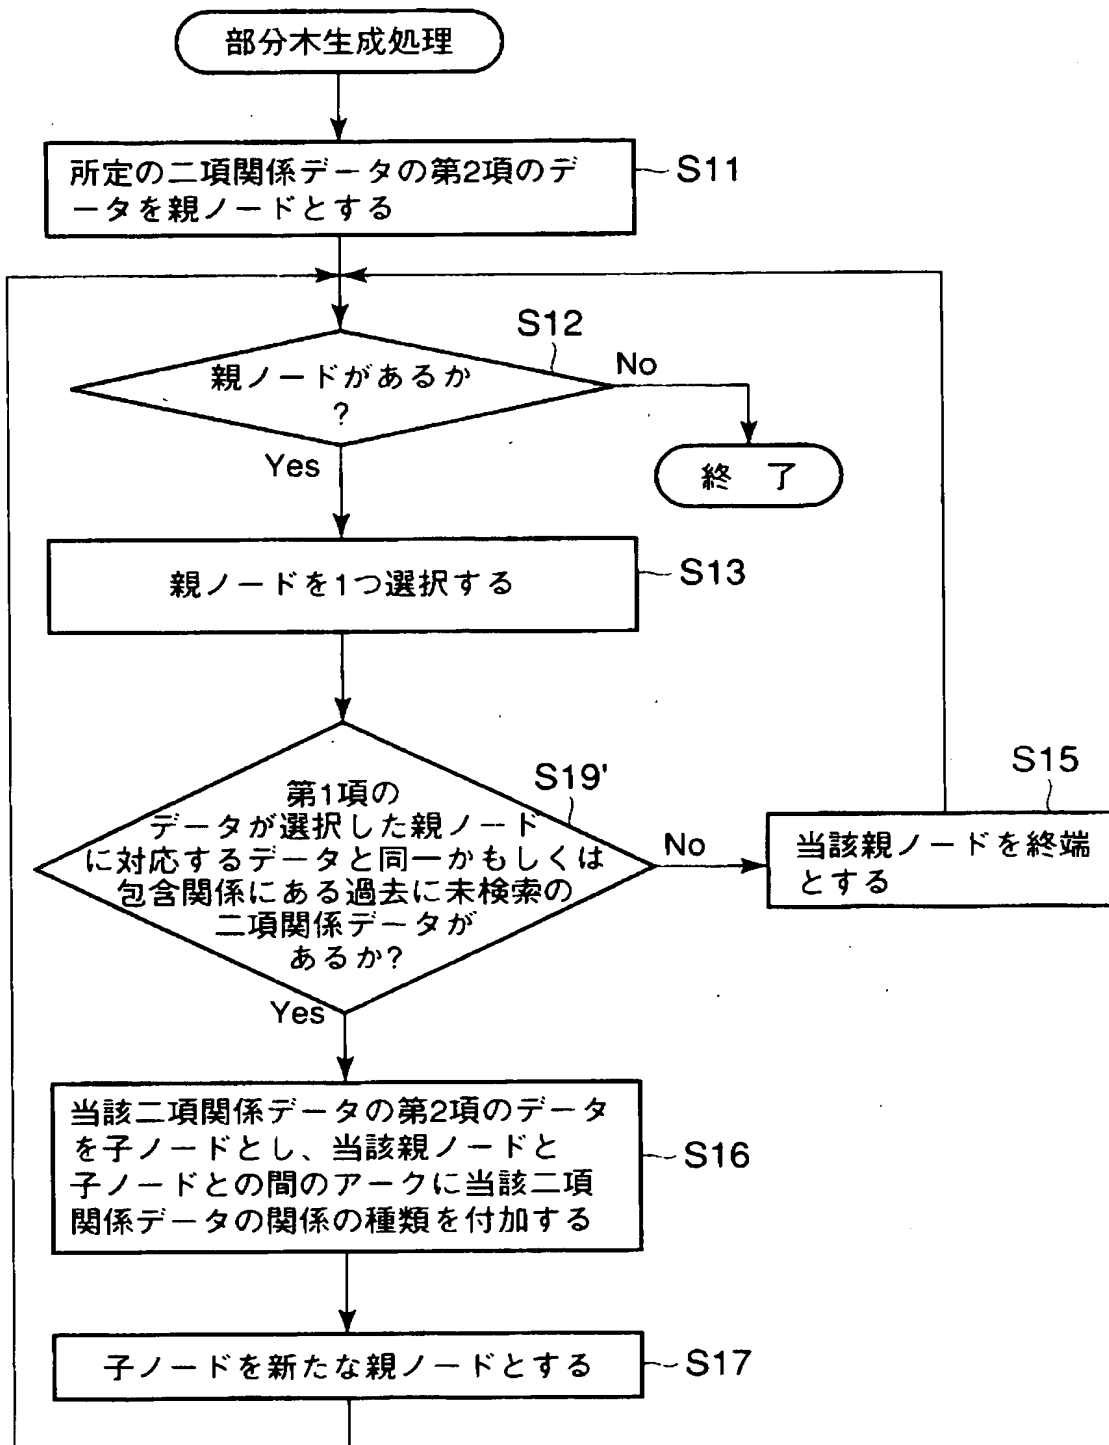 部分木生成処理
所定の二項関係データの第2項のデ
ータを親ノードとする
S11
S12
親ノードがあるか
?
No
Yes
終 了
親ノードを1つ選択する
S13
S19'
第1項の
データが選択した親ノード
に対応するデータと同一かもしくは
包含関係にある過去に未検索の
二項関係データが
あるか?
No
Yes
S15
当該親ノードを終端
とする
当該二項関係データの第2項のデータ
を子ノードとし、当該親ノードと
子ノードとの間のアークに当該二項
関係データの関係の種類を付加する
S16
子ノードを新たな親ノードとする
S17